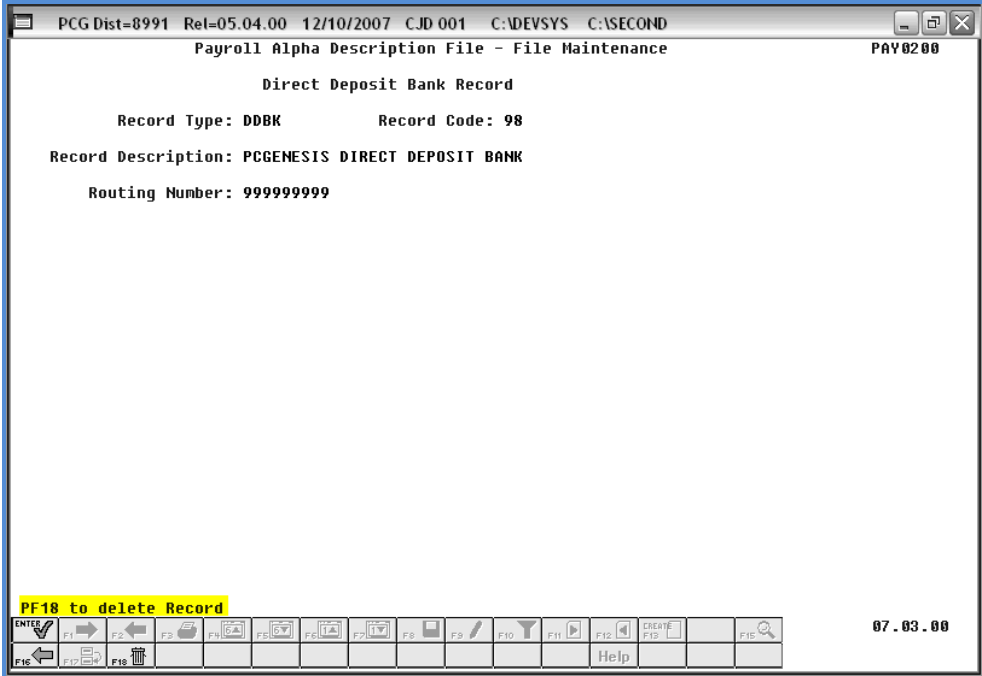 PCG Dist=8991 Rel=05.04.00 12/10/2007 CJD 001 C:\DEVSYS C:\SECOND
Payroll Alpha Description File - File Maintenance PAY0200
Direct Deposit Bank Record
Record Type: DDBK Record Code: 98
Record Description: PCGENESIS DIRECT DEPOSIT BANK
Routing Number: 999999999
PF18 to delete Record
ENTER F1 F2 F3 F4 F5 F6 F7 F8 F9 F10 F11 F12 CREATE F13 F15 07.03.00
F16 F17 F18 Help